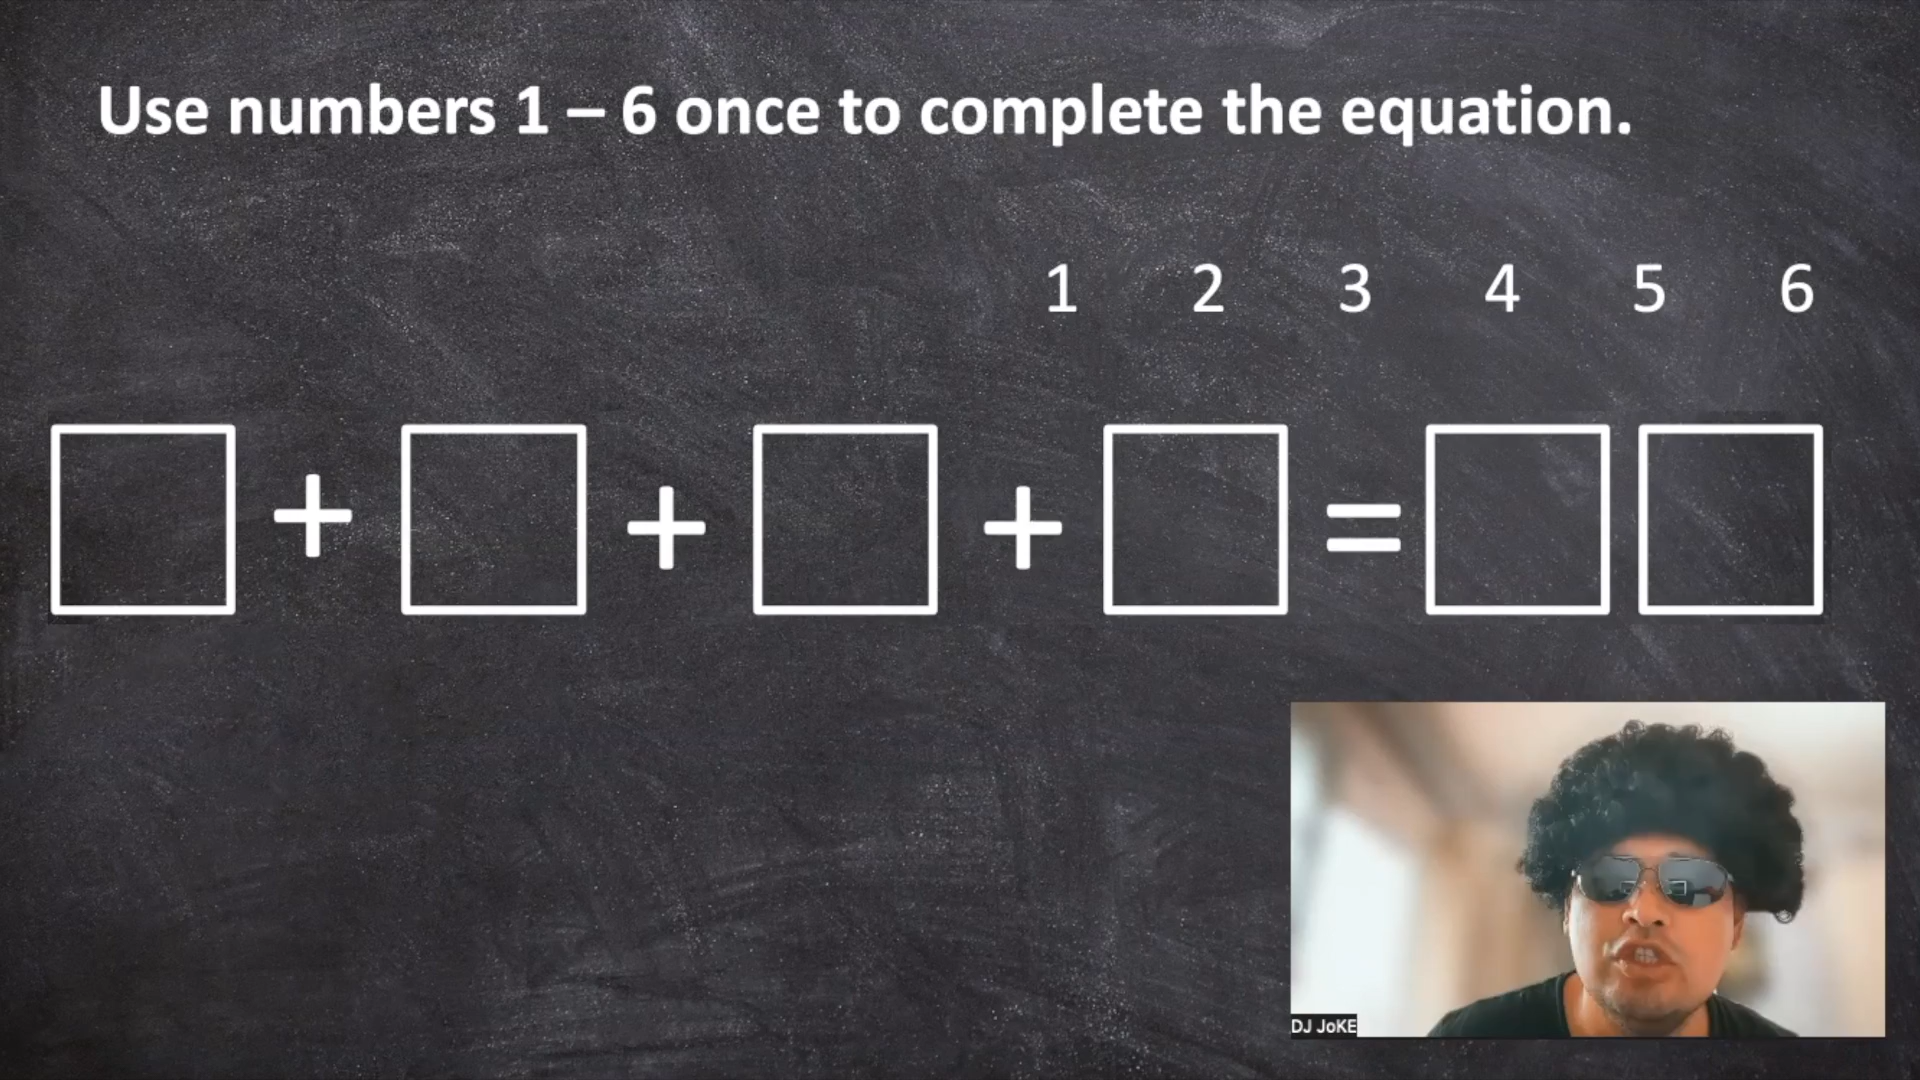 Use numbers 1 – 6 once to complete the equation.
1 2 3 4 5 6
+ + + =
DJ JoKE